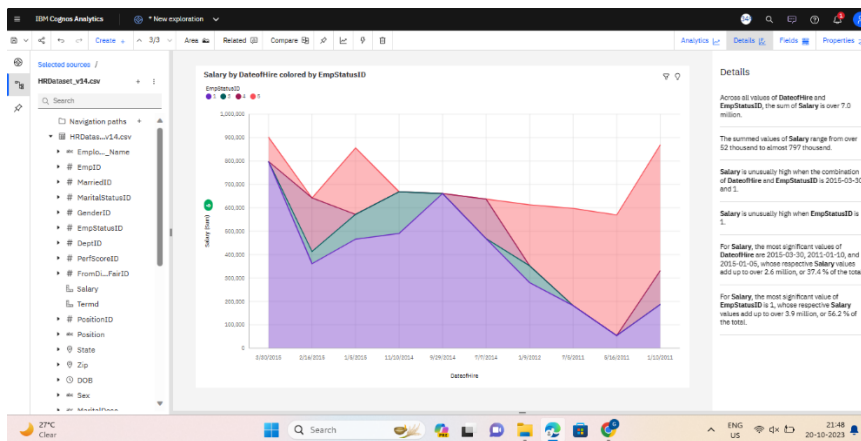 IBM Cognos Analytics
* New exploration
Create +
3/3
Area
Related
Compare
Analytics
Details
Fields
Properties
Selected sources /
HRDataset_v14.csv
Search
Navigation paths
HRDatas...v14.csv
Emplo..._Name
# EmpID
# MarriedID
# MaritalStatusID
# GenderID
# EmpStatusID
# DeptID
# PerfScoreID
# FromDi...FairID
Salary
Termd
# PositionID
Position
State
Zip
DOB
Sex
MaritalDesc
Salary by DateofHire colored by EmpStatusID
EmpStatusID
1 3 4 5
1,000,000
900,000
800,000
700,000
600,000
500,000
400,000
300,000
200,000
100,000
0
Salary (Sum)
3/30/2015 2/16/2015 1/5/2015 11/10/2014 9/29/2014 7/7/2014 1/9/2012 9/16/2011 1/10/2011
DateofHire
Details
Across all values of DateofHire and
EmpStatusID, the sum of Salary is over 7.0
million.
The summed values of Salary range from over
52 thousand to almost 797 thousand.
Salary is unusually high when the combination
of DateofHire and EmpStatusID is 2015-03-30
and 1.
Salary is unusually high when EmpStatusID is
1.
For Salary, the most significant values of
DateofHire are 2015-03-30, 2011-01-10, and
2015-01-05, whose respective Salary values
add up to over 2.6 million, or 37.4 % of the total.
For Salary, the most significant value of
EmpStatusID is 1, whose respective Salary
values add up to over 3.9 million, or 56.2 % of
the total.
27°C
Clear
Search
ENG
US
21:48
20-10-2023